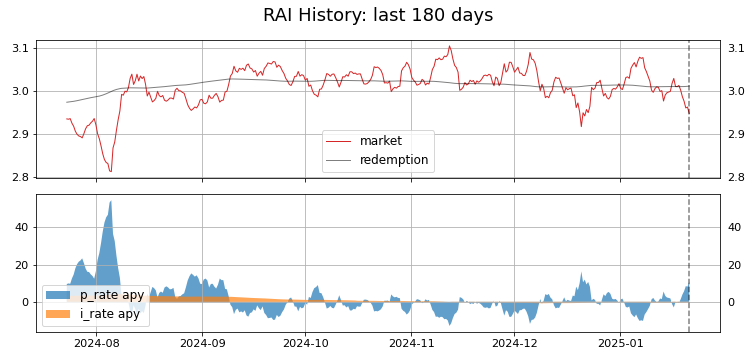 RAI History: last 180 days
3.1 3.1
3.0 3.0
2.9 2.9
market
redemption
2.8 2.8
40 40
20 20
p_rate apy
0 0
i_rate apy
2024-08 2024-09 2024-10 2024-11 2024-12 2025-01